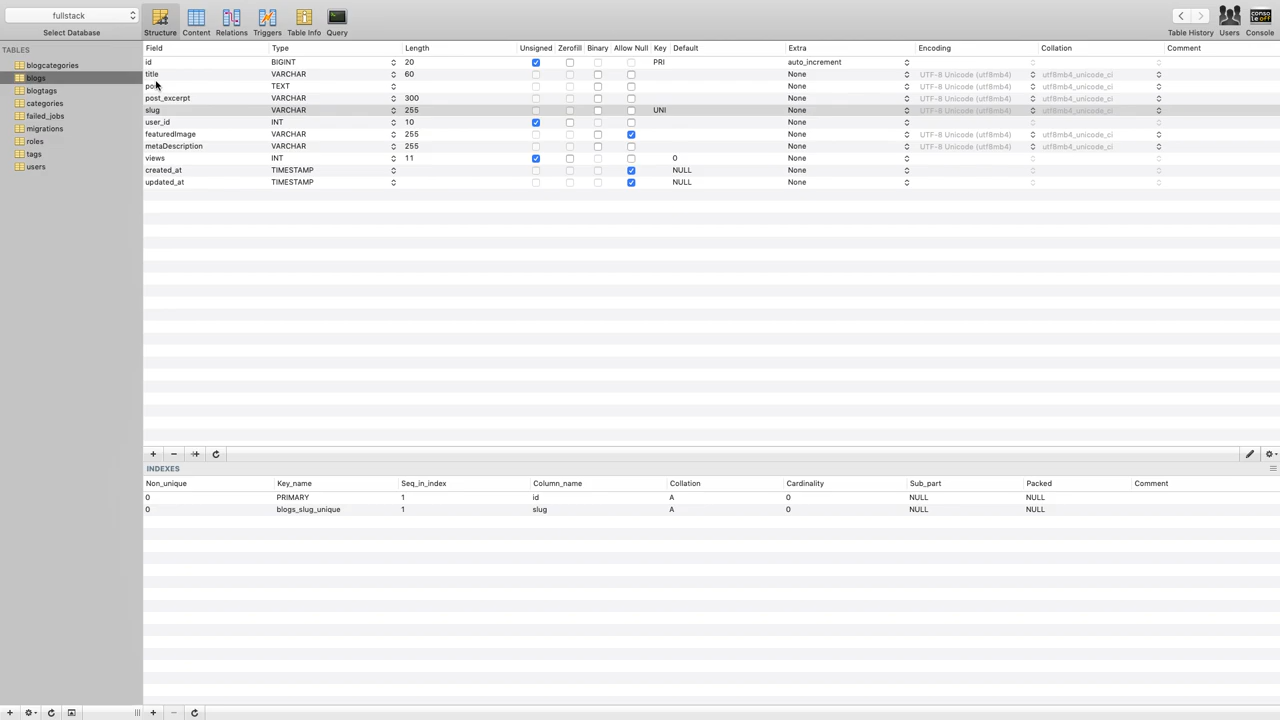 fullstack
Select Database
Structure Content Relations Triggers Table Info Query
Table History Users Console
TABLES
blogcategories
blogs
blogtags
categories
failed_jobs
migrations
roles
tags
users
Field Type Length Unsigned Zerofill Binary Allow Null Key Default Extra Encoding Collation Comment
id BIGINT 20 PRI auto_increment
title VARCHAR 60 None UTF-8 Unicode (utf8mb4) utf8mb4_unicode_ci
TEXT None UTF-8 Unicode (utf8mb4) utf8mb4_unicode_ci
post_excerpt VARCHAR 300 None UTF-8 Unicode (utf8mb4) utf8mb4_unicode_ci
slug VARCHAR 255 UNI None UTF-8 Unicode (utf8mb4) utf8mb4_unicode_ci
user_id INT 10 None
featuredImage VARCHAR 255 None UTF-8 Unicode (utf8mb4) utf8mb4_unicode_ci
metaDescription VARCHAR 255 None UTF-8 Unicode (utf8mb4) utf8mb4_unicode_ci
views INT 11 0 None
created_at TIMESTAMP NULL None
updated_at TIMESTAMP NULL None
INDEXES
Non_unique Key_name Seq_in_index Column_name Collation Cardinality Sub_part Packed Comment
0 PRIMARY 1 id A 0 NULL NULL
0 blogs_slug_unique 1 slug A 0 NULL NULL